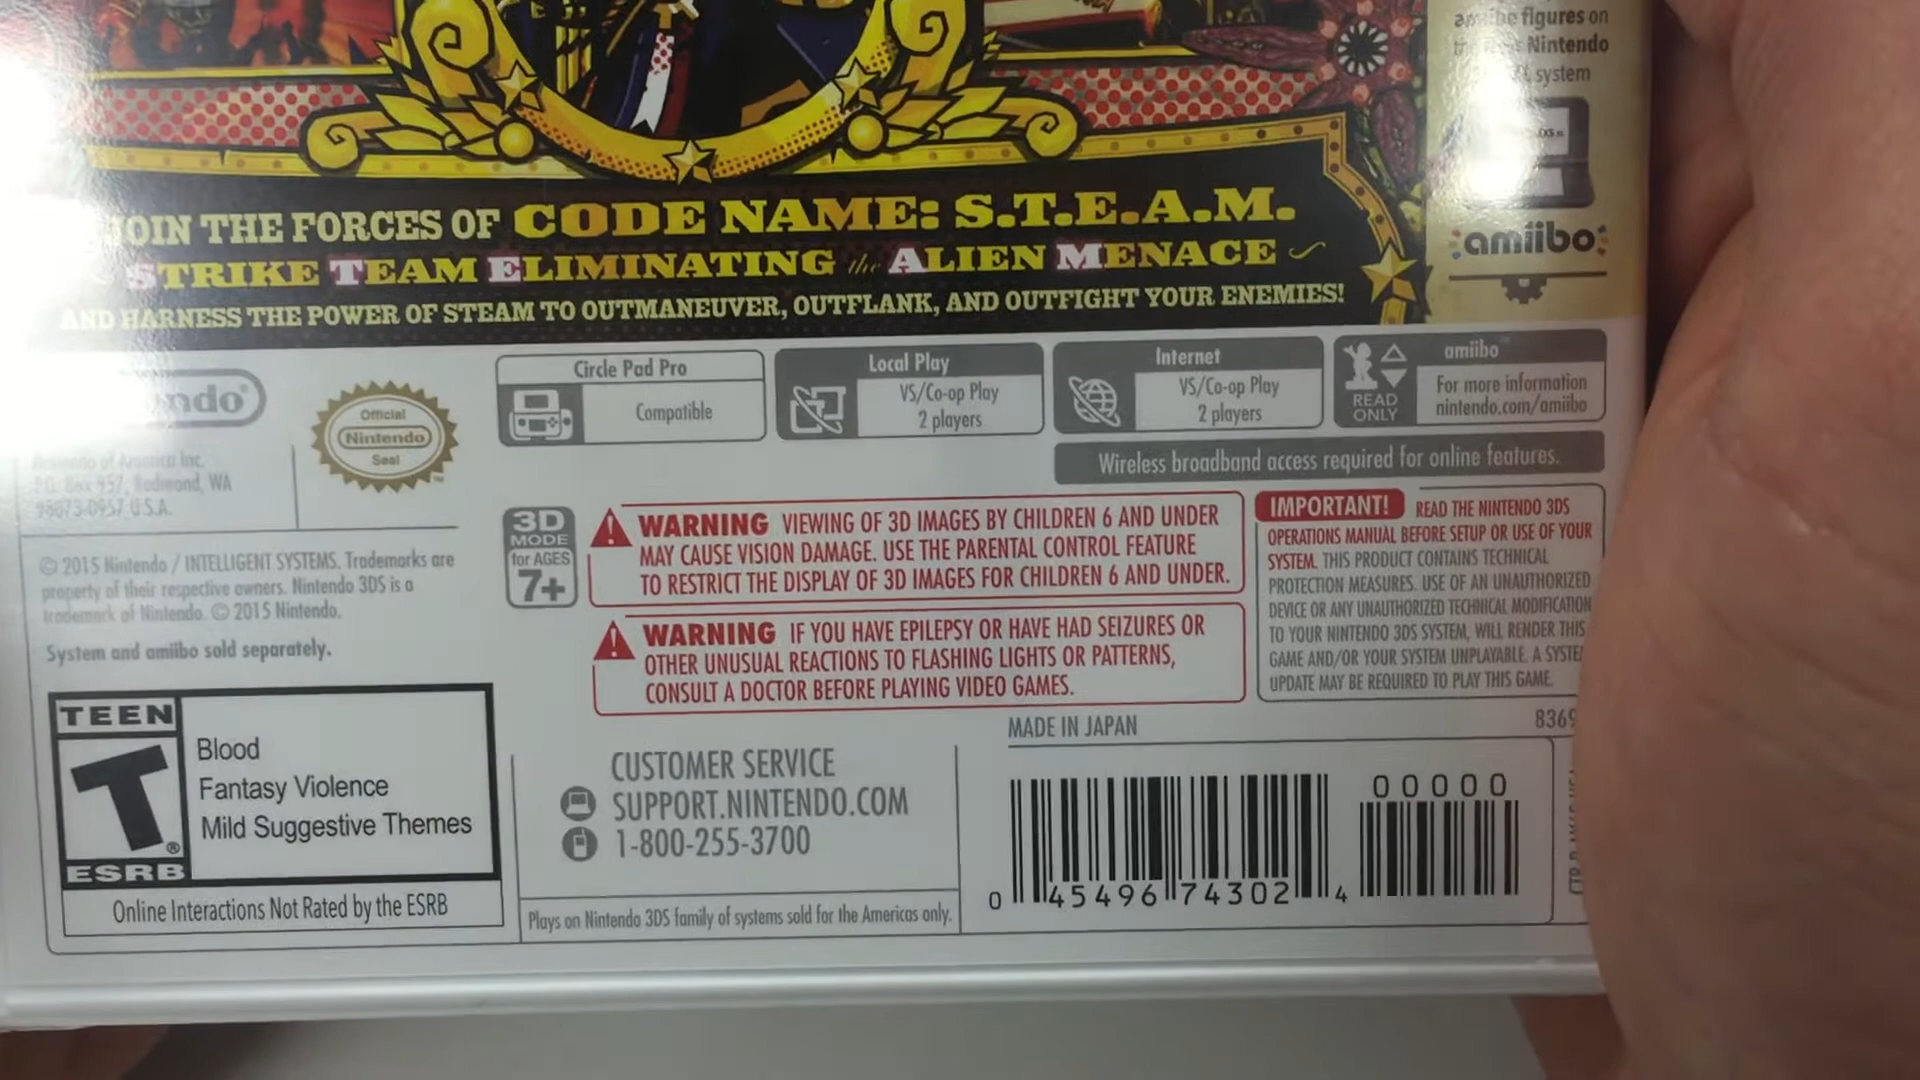 amiibo figures on
Nintendo
system
JOIN THE FORCES OF CODE NAME: S.T.E.A.M.
STRIKE TEAM ELIMINATING the ALIEN MENACE
AND HARNESS THE POWER OF STEAM TO OUTMANEUVER, OUTFLANK, AND OUTFIGHT YOUR ENEMIES!
amiibo
Circle Pad Pro
Compatible
Local Play
VS/Co-op Play
2 players
Internet
VS/Co-op Play
2 players
amiibo™
READ
ONLY
For more information
nintendo.com/amiibo
Wireless broadband access required for online features.
ndo®
Official
Nintendo
Seal
Nintendo of America Inc.
P.O. Box 957, Redmond, WA
98073-0957 U.S.A.
© 2015 Nintendo / INTELLIGENT SYSTEMS. Trademarks are
property of their respective owners. Nintendo 3DS is a
trademark of Nintendo. © 2015 Nintendo.
System and amiibo sold separately.
3D
MODE
for AGES
7+
WARNING VIEWING OF 3D IMAGES BY CHILDREN 6 AND UNDER
MAY CAUSE VISION DAMAGE. USE THE PARENTAL CONTROL FEATURE
TO RESTRICT THE DISPLAY OF 3D IMAGES FOR CHILDREN 6 AND UNDER.
WARNING IF YOU HAVE EPILEPSY OR HAVE HAD SEIZURES OR
OTHER UNUSUAL REACTIONS TO FLASHING LIGHTS OR PATTERNS,
CONSULT A DOCTOR BEFORE PLAYING VIDEO GAMES.
IMPORTANT! READ THE NINTENDO 3DS
OPERATIONS MANUAL BEFORE SETUP OR USE OF YOUR
SYSTEM. THIS PRODUCT CONTAINS TECHNICAL
PROTECTION MEASURES. USE OF AN UNAUTHORIZED
DEVICE OR ANY UNAUTHORIZED TECHNICAL MODIFICATION
TO YOUR NINTENDO 3DS SYSTEM, WILL RENDER THIS
GAME AND/OR YOUR SYSTEM UNPLAYABLE. A SYSTE
UPDATE MAY BE REQUIRED TO PLAY THIS GAME.
TEEN
T®
ESRB
Blood
Fantasy Violence
Mild Suggestive Themes
Online Interactions Not Rated by the ESRB
CUSTOMER SERVICE
SUPPORT.NINTENDO.COM
1-800-255-3700
Plays on Nintendo 3DS family of systems sold for the Americas only.
MADE IN JAPAN
8369
00000
0 45496 74302 4